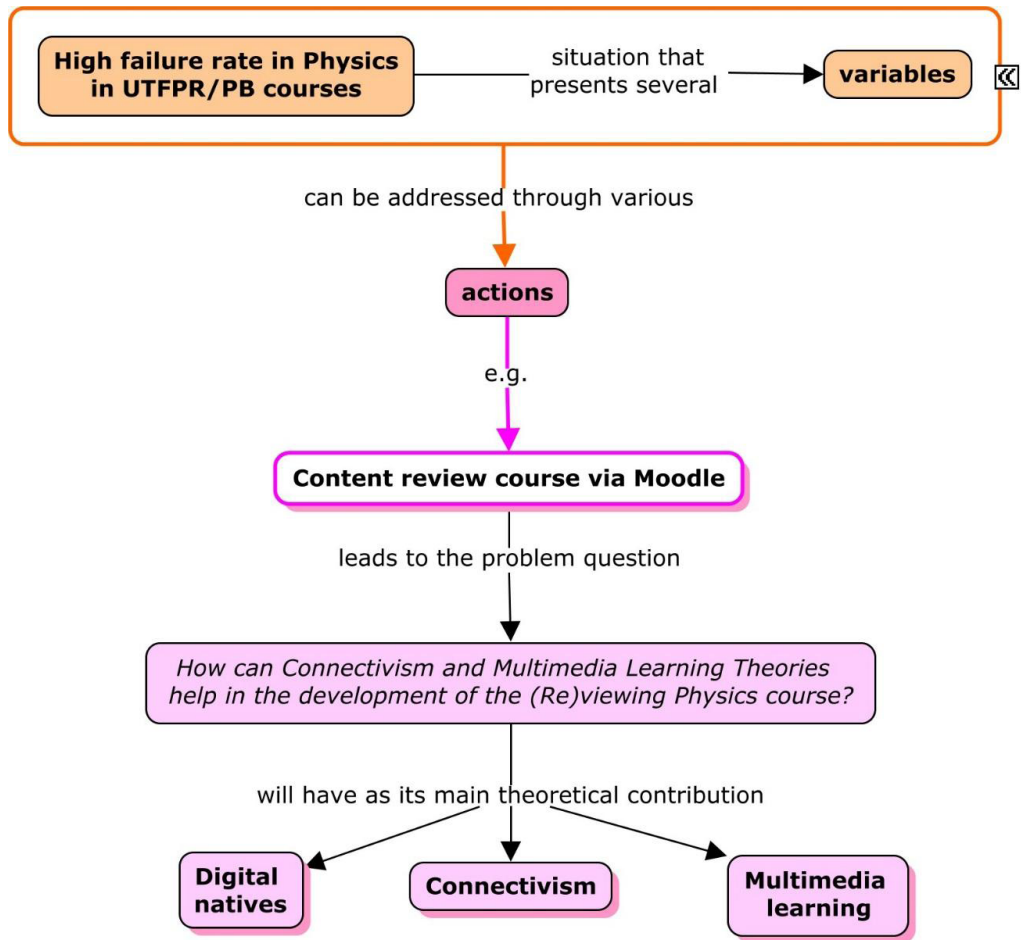 High failure rate in Physics
in UTFPR/PB courses
situation that
presents several
variables
can be addressed through various
actions
e.g.
Content review course via Moodle
leads to the problem question
How can Connectivism and Multimedia Learning Theories
help in the development of the (Re)viewing Physics course?
will have as its main theoretical contribution
Digital
natives
Connectivism
Multimedia
learning